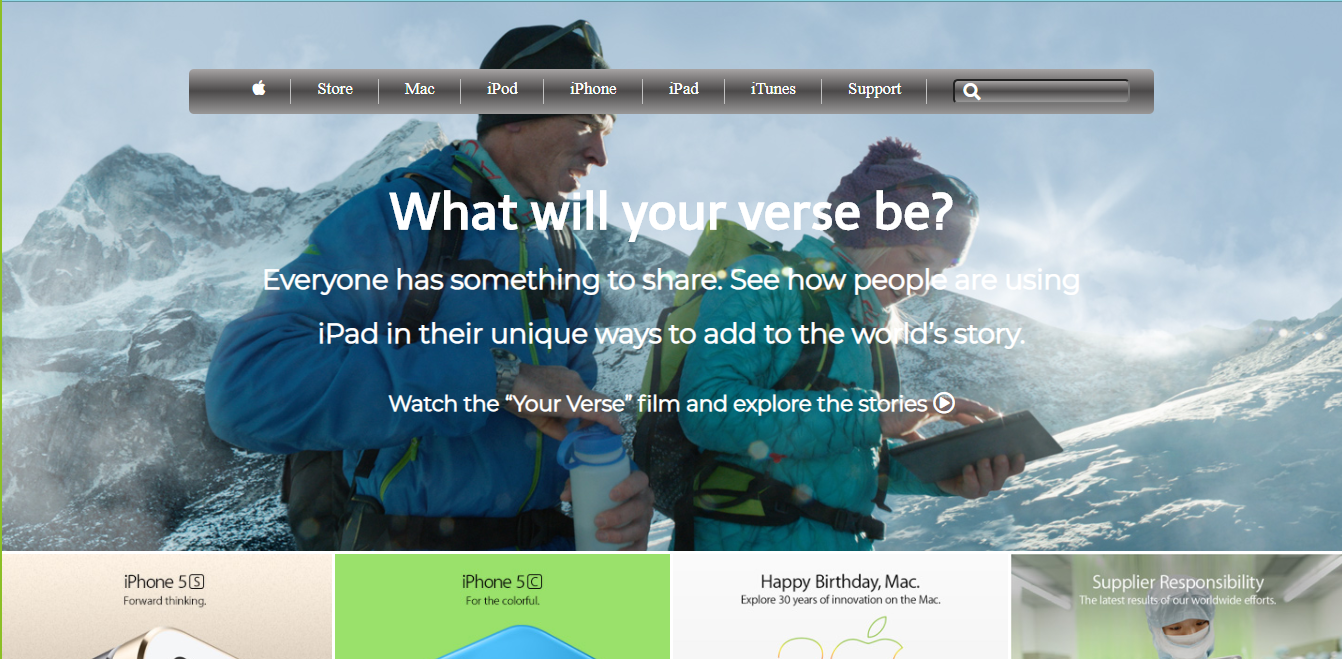 Store Mac iPod iPhone iPad iTunes Support
What will your verse be?
Everyone has something to share. See how people are using
iPad in their unique ways to add to the world’s story.
Watch the “Your Verse” film and explore the stories
iPhone 5S
Forward thinking.
iPhone 5C
For the colorful.
Happy Birthday, Mac.
Explore 30 years of innovation on the Mac.
Supplier Responsibility
The latest results of our worldwide efforts.